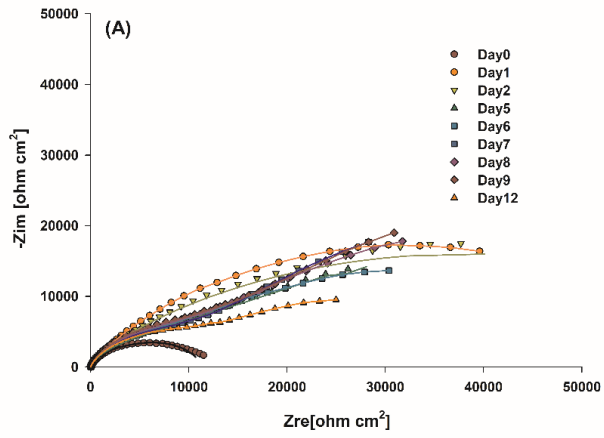 50000
(A)
40000
30000
20000
10000
0
-Zim [ohm cm²]
Day0
Day1
Day2
Day5
Day6
Day7
Day8
Day9
Day12
0 10000 20000 30000 40000 50000
Zre[ohm cm²]